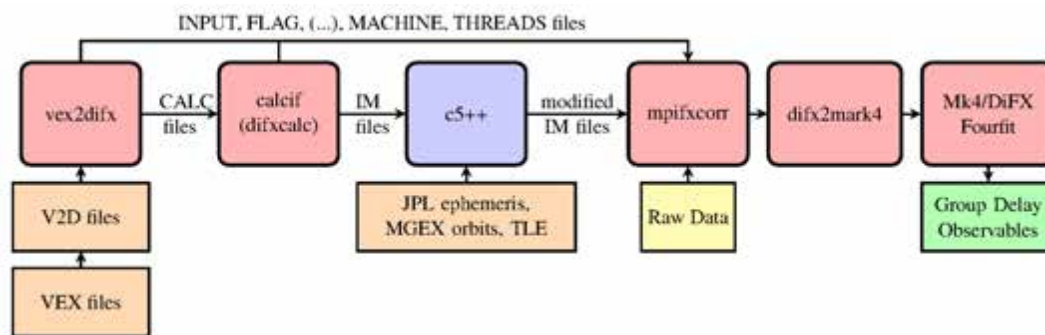 INPUT, FLAG, (...), MACHINE, THREADS files
vex2difx
CALC
files
calcif
(difxcalc)
IM
files
c5++
modified
IM files
mpifxcorr
difx2mark4
Mk4/DiFX
Fourfit
V2D files
JPL ephemeris,
MGEX orbits, TLE
Raw Data
Group Delay
Observables
VEX files